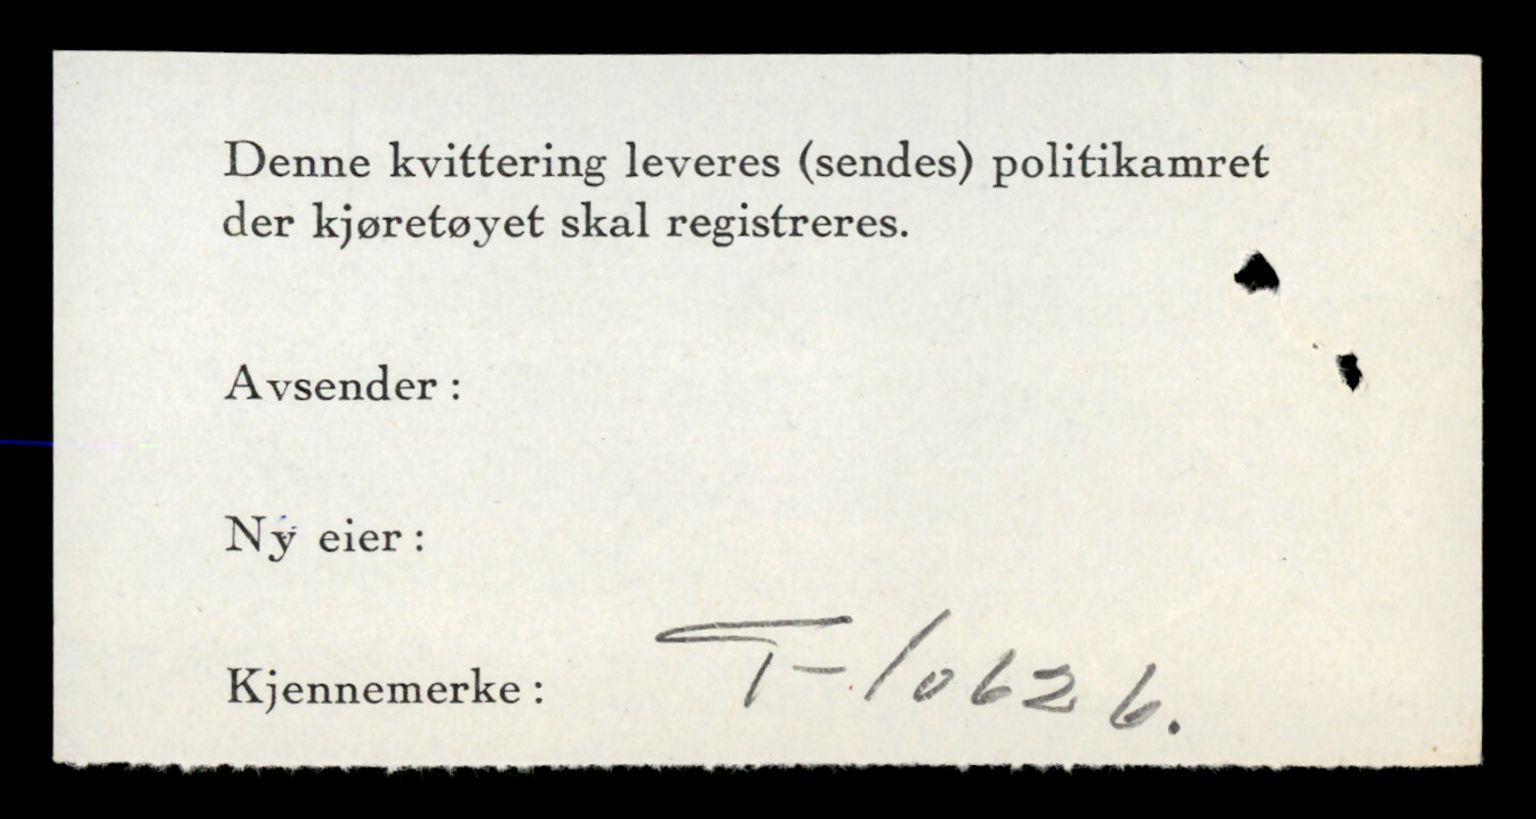 Denne kvittering leveres (sendes) politikamret
der kjøretøyet skal registreres.
Avsender:
Ny eier:
Kjennemerke: T-10626.